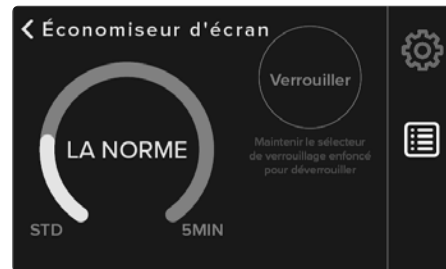 Économiseur d'écran
Verrouiller
LA NORME
Maintenir le sélecteur
de verrouillage enfoncé
pour déverrouiller
STD
5MIN